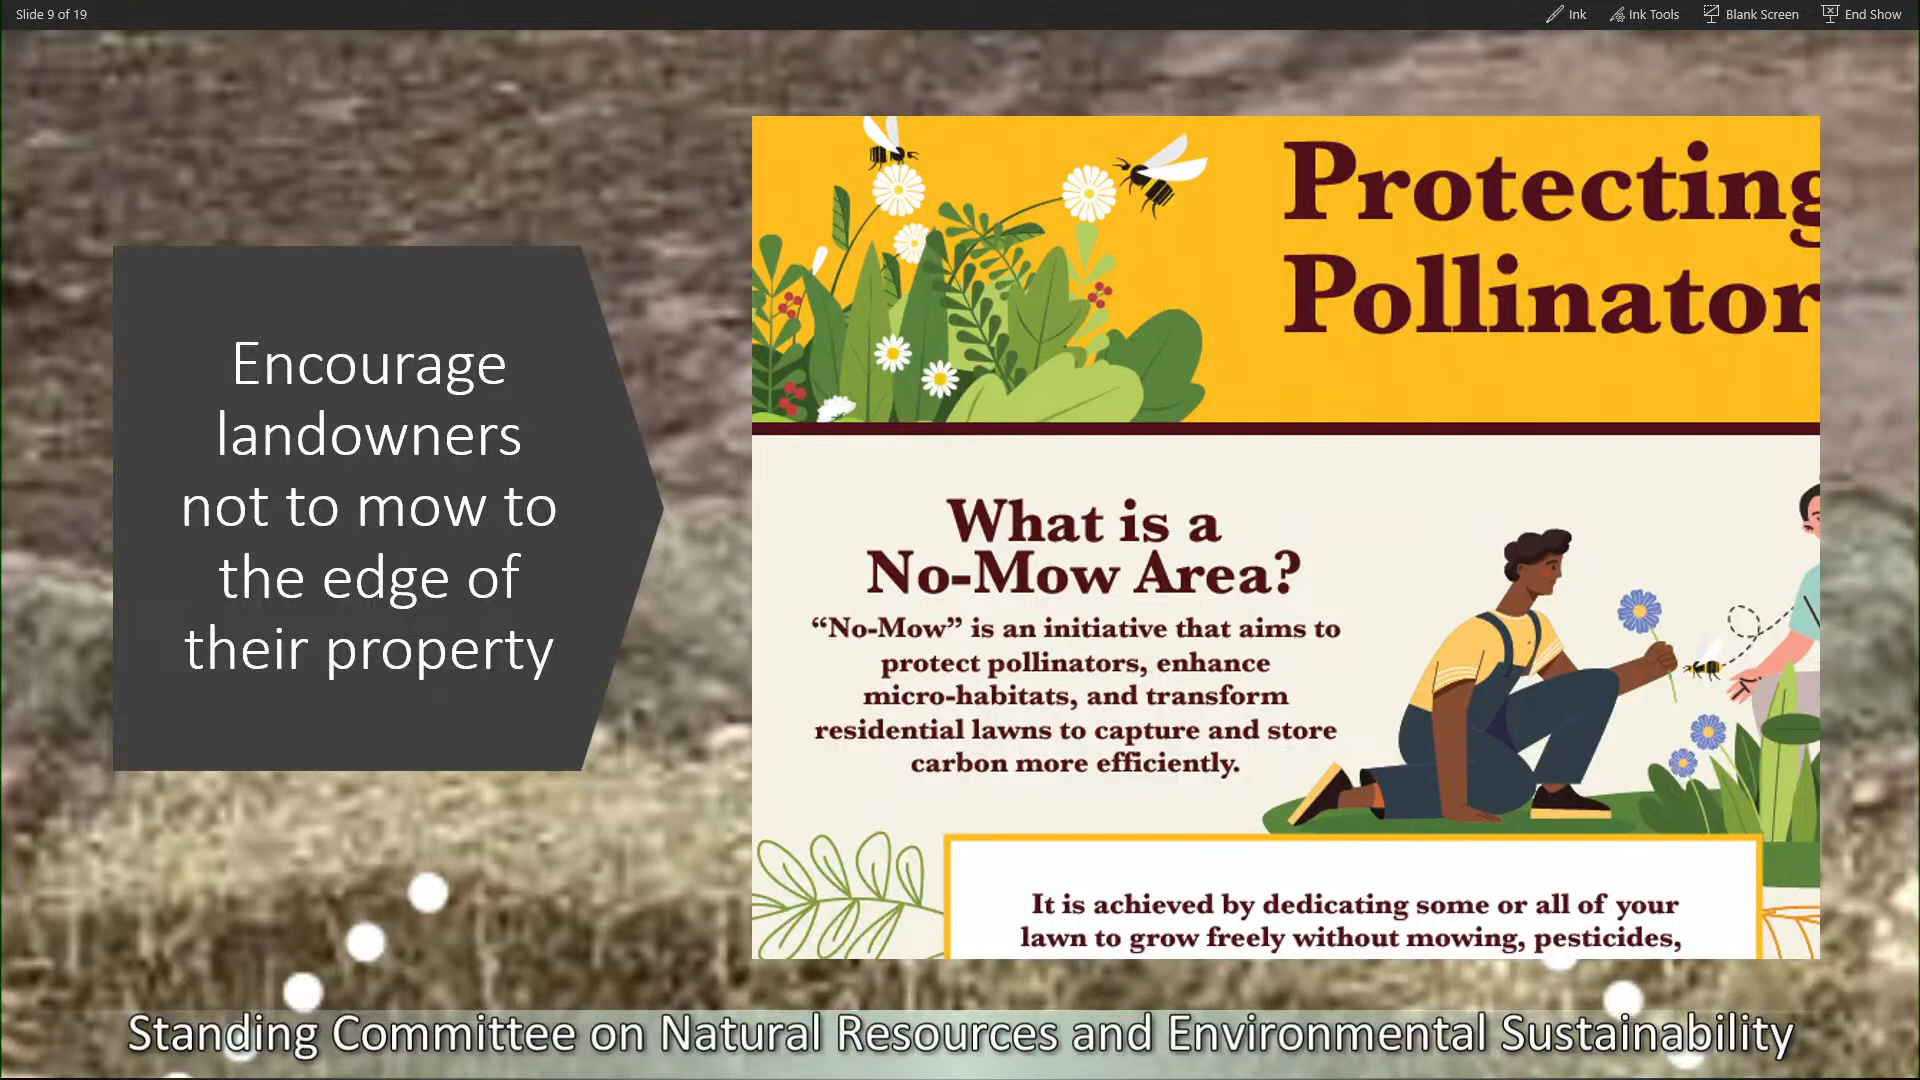 Slide 9 of 19
Ink
Ink Tools
Blank Screen
End Show
Encourage
landowners
not to mow to
the edge of
their property
Protecting
Pollinator
What is a
No-Mow Area?
“No-Mow” is an initiative that aims to
protect pollinators, enhance
micro-habitats, and transform
residential lawns to capture and store
carbon more efficiently.
It is achieved by dedicating some or all of your
lawn to grow freely without mowing, pesticides,
Standing Committee on Natural Resources and Environmental Sustainability